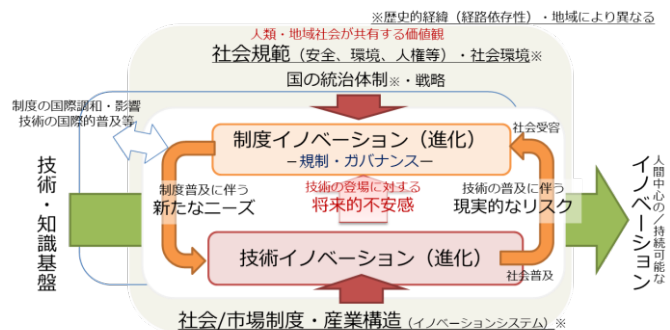 ※歴史的経緯（経路依存性）・地域により異なる
人類・地域社会が共有する価値観
社会規範（安全、環境、人権等）・社会環境※
国の統治体制※・戦略
制度の国際調和・影響
技術の国際的普及等
制度イノベーション（進化）
－規制・ガバナンス－
社会受容
技術・知識基盤
制度普及に伴う
新たなニーズ
技術の登場に対する
将来的不安感
技術の普及に伴う
現実的なリスク
人間中心の／持続可能な
イノベーション
技術イノベーション（進化）
社会普及
社会/市場制度・産業構造（イノベーションシステム）※